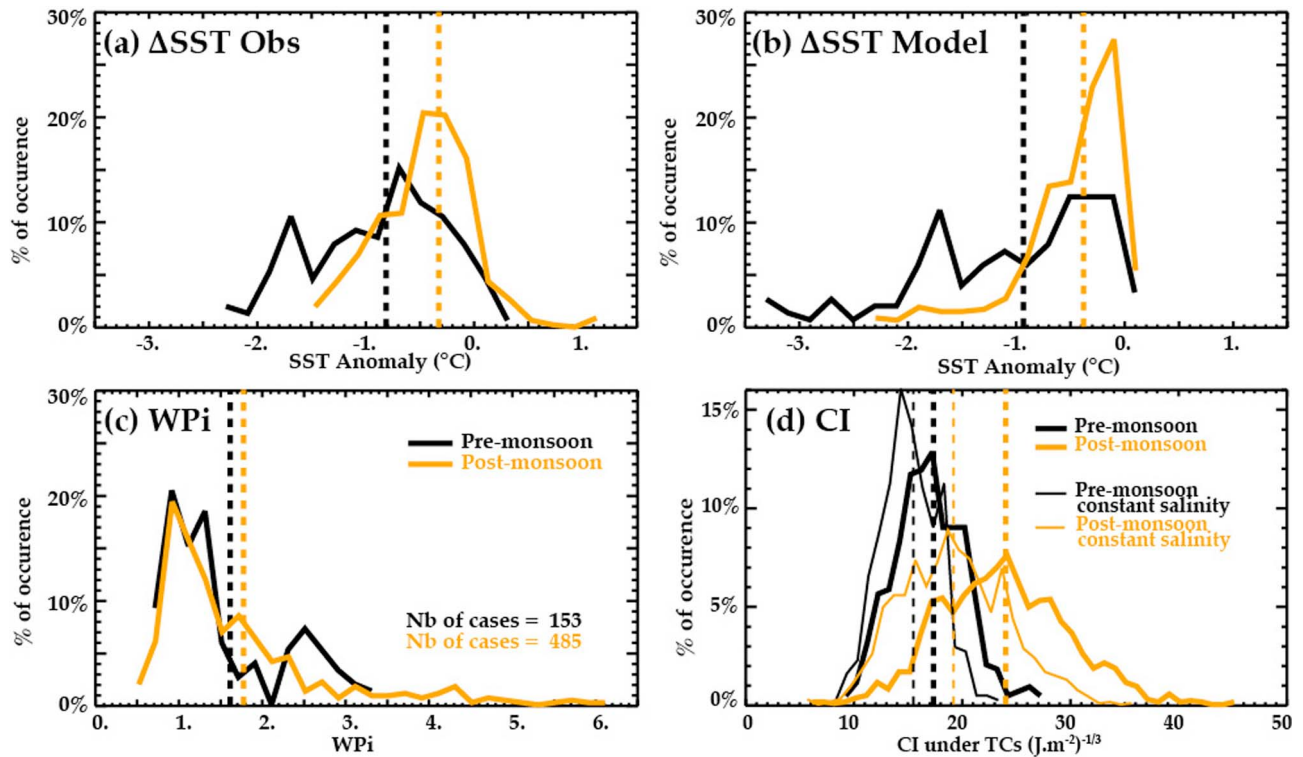 (a) ΔSST Obs
30%
20%
10%
0%
% of occurence
-3. -2. -1. 0. 1.
SST Anomaly (°C)
(b) ΔSST Model
30%
20%
10%
0%
% of occurence
-3. -2. -1. 0. 1.
SST Anomaly (°C)
(c) WPi
30%
20%
10%
0%
% of occurence
Pre-monsoon
Post-monsoon
Nb of cases = 153
Nb of cases = 485
0. 1. 2. 3. 4. 5. 6.
WPi
(d) CI
15%
10%
5%
0%
% of occurence
Pre-monsoon
Post-monsoon
Pre-monsoon
constant salinity
Post-monsoon
constant salinity
10 20 30 40 50
CI under TCs (J.m⁻²)⁻¹/³